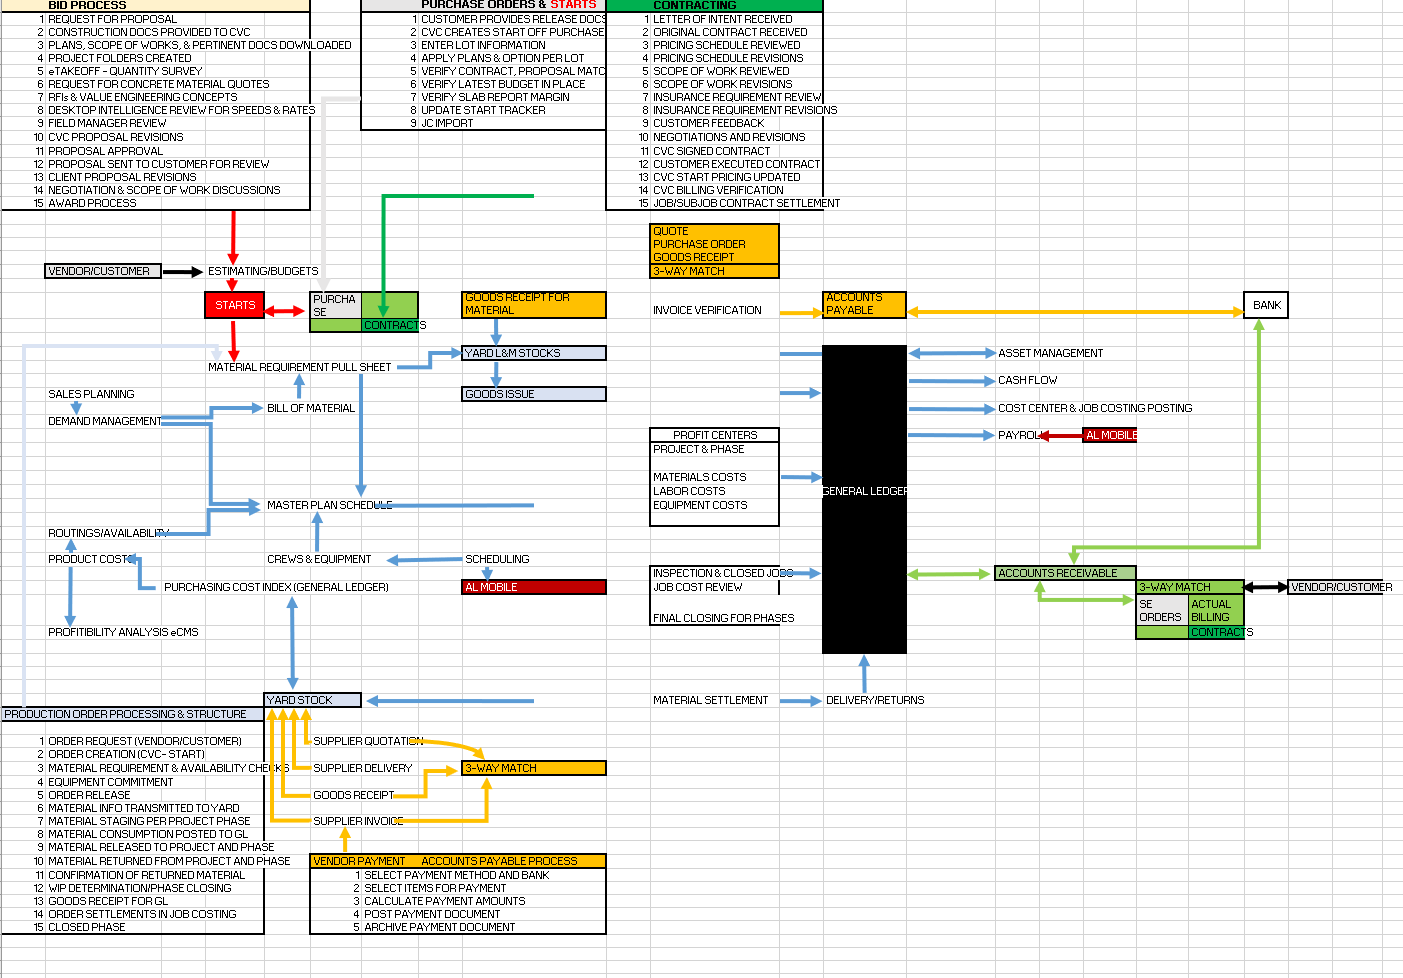 BID PROCESS
1 REQUEST FOR PROPOSAL
2 CONSTRUCTION DOCS PROVIDED TO CVC
3 PLANS, SCOPE OF WORKS, & PERTINENT DOCS DOWNLOADED
4 PROJECT FOLDERS CREATED
5 eTAKEOFF - QUANTITY SURVEY
6 REQUEST FOR CONCRETE MATERIAL QUOTES
7 RFIs & VALUE ENGINEERING CONCEPTS
8 DESKTOP INTELLIGENCE REVIEW FOR SPEEDS & RATES
9 FIELD MANAGER REVIEW
10 CVC PROPOSAL REVISIONS
11 PROPOSAL APPROVAL
12 PROPOSAL SENT TO CUSTOMER FOR REVIEW
13 CLIENT PROPOSAL REVISIONS
14 NEGOTIATION & SCOPE OF WORK DISCUSSIONS
15 AWARD PROCESS
PURCHASE ORDERS & STARTS
1 CUSTOMER PROVIDES RELEASE DOCS
2 CVC CREATES START OFF PURCHASE
3 ENTER LOT INFORMATION
4 APPLY PLANS & OPTION PER LOT
5 VERIFY CONTRACT, PROPOSAL MATC
6 VERIFY LATEST BUDGET IN PLACE
7 VERIFY SLAB REPORT MARGIN
8 UPDATE START TRACKER
9 JC IMPORT
CONTRACTING
1 LETTER OF INTENT RECEIVED
2 ORIGINAL CONTRACT RECEIVED
3 PRICING SCHEDULE REVIEWED
4 PRICING SCHEDULE REVISIONS
5 SCOPE OF WORK REVIEWED
6 SCOPE OF WORK REVISIONS
7 INSURANCE REQUIREMENT REVIEW
8 INSURANCE REQUIREMENT REVISIONS
9 CUSTOMER FEEDBACK
10 NEGOTIATIONS AND REVISIONS
11 CVC SIGNED CONTRACT
12 CUSTOMER EXECUTED CONTRACT
13 CVC START PRICING UPDATED
14 CVC BILLING VERIFICATION
15 JOB/SUBJOB CONTRACT SETTLEMENT
QUOTE
PURCHASE ORDER
GOODS RECEIPT
3-WAY MATCH
VENDOR/CUSTOMER
ESTIMATING/BUDGETS
STARTS
PURCHA
SE
CONTRACTS
GOODS RECEIPT FOR
MATERIAL
INVOICE VERIFICATION
ACCOUNTS
PAYABLE
BANK
YARD L&M STOCKS
ASSET MANAGEMENT
MATERIAL REQUIREMENT PULL SHEET
CASH FLOW
SALES PLANNING
GOODS ISSUE
BILL OF MATERIAL
COST CENTER & JOB COSTING POSTING
DEMAND MANAGEMENT
PROFIT CENTERS
PROJECT & PHASE
PAYROLL
AL MOBILE
MATERIALS COSTS
LABOR COSTS
EQUIPMENT COSTS
GENERAL LEDGER
MASTER PLAN SCHEDULE
ROUTINGS/AVAILABILITY
PRODUCT COSTS
CREWS & EQUIPMENT
SCHEDULING
PURCHASING COST INDEX (GENERAL LEDGER)
AL MOBILE
INSPECTION & CLOSED JOBS
JOB COST REVIEW
FINAL CLOSING FOR PHASES
ACCOUNTS RECEIVABLE
3-WAY MATCH
VENDOR/CUSTOMER
SE
ORDERS
ACTUAL
BILLING
CONTRACTS
PROFITIBILITY ANALYSIS eCMS
YARD STOCK
MATERIAL SETTLEMENT
DELIVERY/RETURNS
PRODUCTION ORDER PROCESSING & STRUCTURE
1 ORDER REQUEST (VENDOR/CUSTOMER)
2 ORDER CREATION (CVC- START)
3 MATERIAL REQUIREMENT & AVAILABILITY CHECKS
4 EQUIPMENT COMMITMENT
5 ORDER RELEASE
6 MATERIAL INFO TRANSMITTED TO YARD
7 MATERIAL STAGING PER PROJECT PHASE
8 MATERIAL CONSUMPTION POSTED TO GL
9 MATERIAL RELEASED TO PROJECT AND PHASE
10 MATERIAL RETURNED FROM PROJECT AND PHASE
11 CONFIRMATION OF RETURNED MATERIAL
12 WIP DETERMINATION/PHASE CLOSING
13 GOODS RECEIPT FOR GL
14 ORDER SETTLEMENTS IN JOB COSTING
15 CLOSED PHASE
SUPPLIER QUOTATION
SUPPLIER DELIVERY
3-WAY MATCH
GOODS RECEIPT
SUPPLIER INVOICE
VENDOR PAYMENT ACCOUNTS PAYABLE PROCESS
1 SELECT PAYMENT METHOD AND BANK
2 SELECT ITEMS FOR PAYMENT
3 CALCULATE PAYMENT AMOUNTS
4 POST PAYMENT DOCUMENT
5 ARCHIVE PAYMENT DOCUMENT